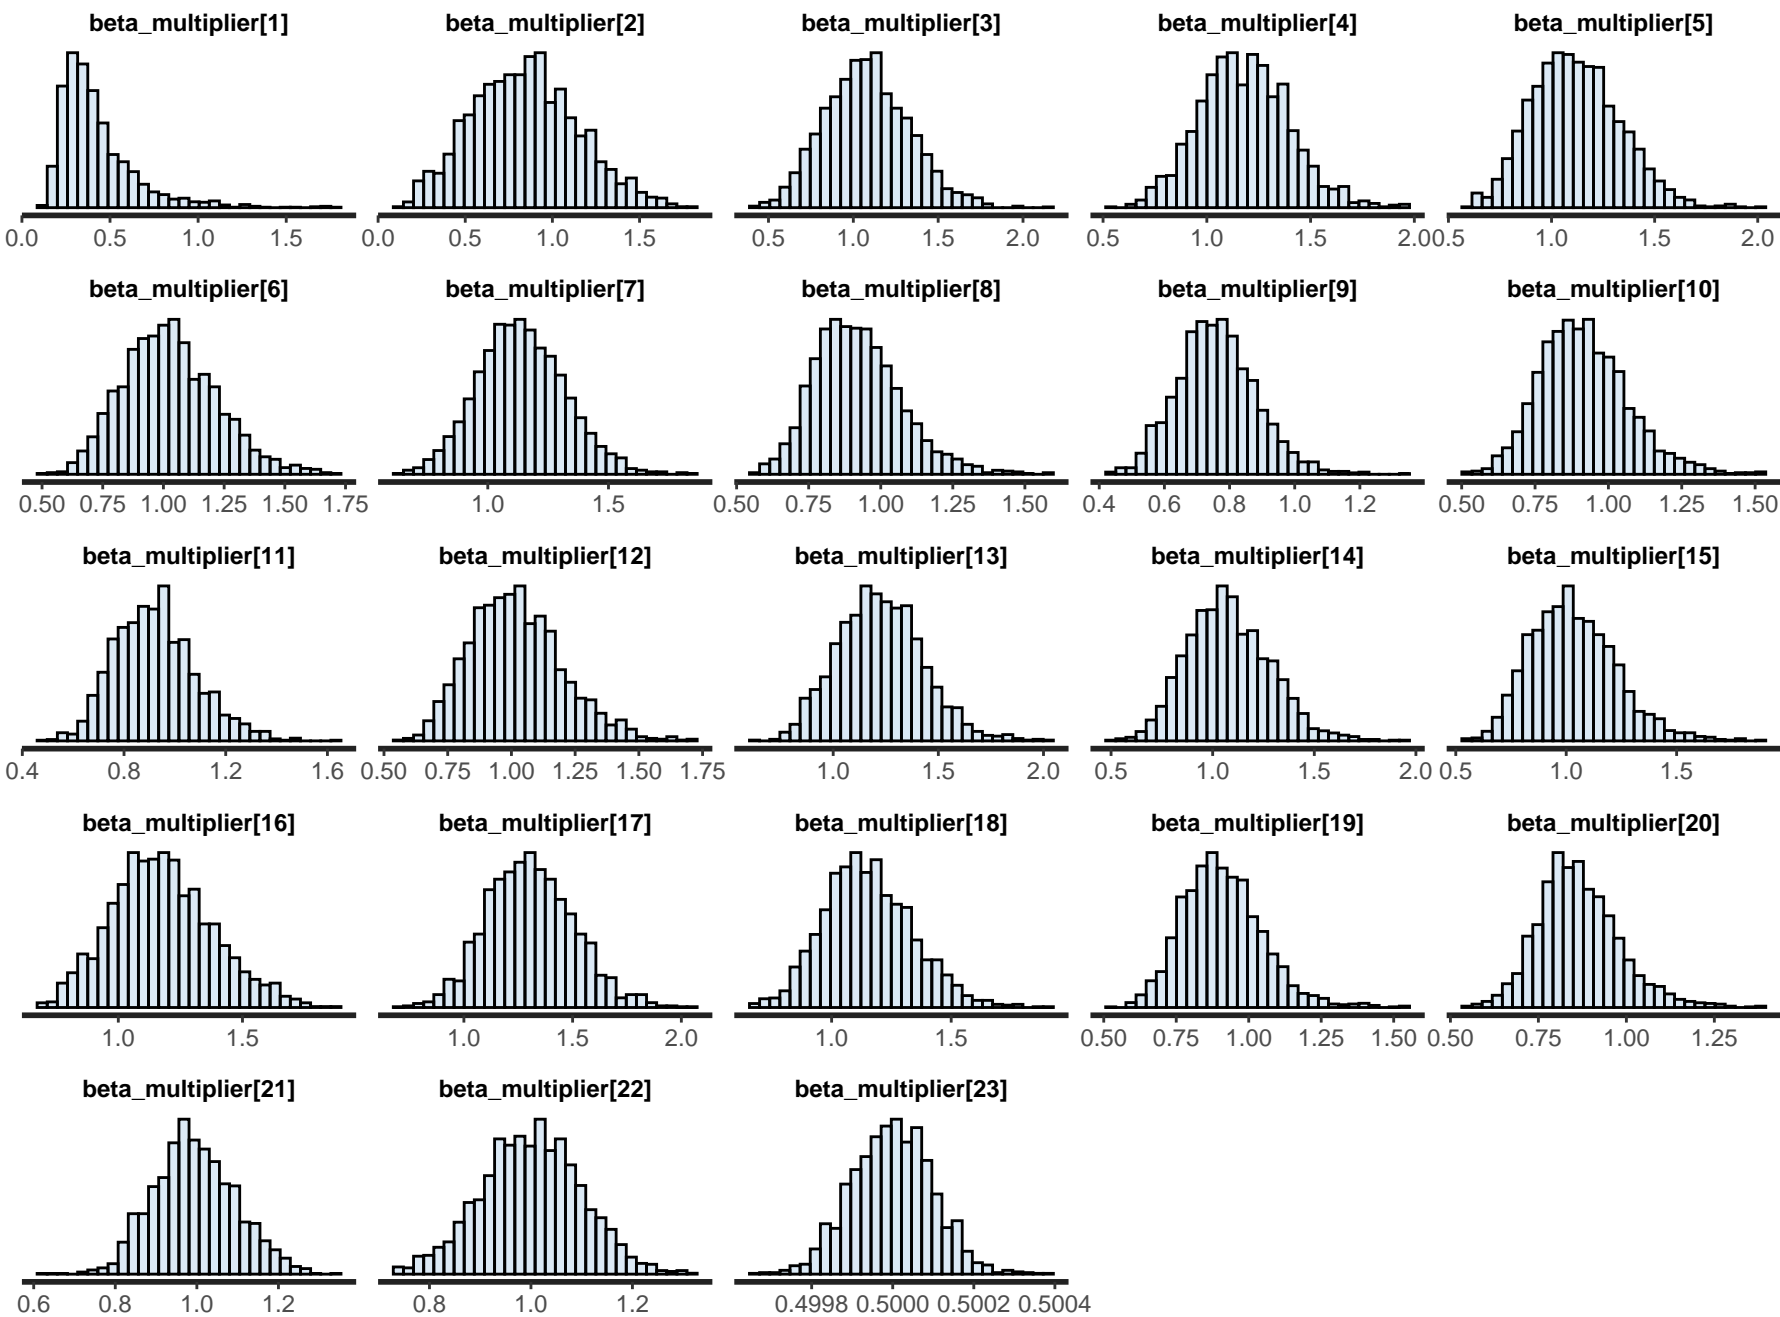 beta_multiplier[1] beta_multiplier[2] beta_multiplier[3] beta_multiplier[4] beta_multiplier[5]
0.0 0.5 1.0 1.5 0.0 0.5 1.0 1.5 0.5 1.0 1.5 2.0 0.5 1.0 1.5 2.0 0.5 1.0 1.5 2.0
beta_multiplier[6] beta_multiplier[7] beta_multiplier[8] beta_multiplier[9] beta_multiplier[10]
0.50 0.75 1.00 1.25 1.50 1.75 1.0 1.5 0.50 0.75 1.00 1.25 1.50 0.4 0.6 0.8 1.0 1.2 0.50 0.75 1.00 1.25 1.50
beta_multiplier[11] beta_multiplier[12] beta_multiplier[13] beta_multiplier[14] beta_multiplier[15]
0.4 0.8 1.2 1.6 0.50 0.75 1.00 1.25 1.50 1.75 1.0 1.5 2.0 0.5 1.0 1.5 2.0 0.5 1.0 1.5
beta_multiplier[16] beta_multiplier[17] beta_multiplier[18] beta_multiplier[19] beta_multiplier[20]
1.0 1.5 1.0 1.5 2.0 1.0 1.5 0.50 0.75 1.00 1.25 1.50 0.50 0.75 1.00 1.25
beta_multiplier[21] beta_multiplier[22] beta_multiplier[23]
0.6 0.8 1.0 1.2 0.8 1.0 1.2 0.4998 0.5000 0.5002 0.5004